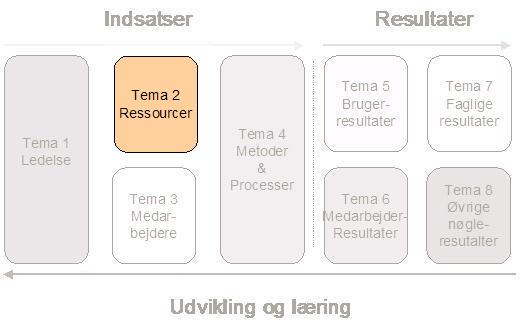 Indsatser
Resultater
Tema 1
Ledelse
Tema 2
Ressourcer
Tema 3
Medar-
bejdere
Tema 4
Metoder
&
Processer
Tema 5
Bruger-
resultater
Tema 6
Medarbejder-
Resultater
Tema 7
Faglige
resultater
Tema 8
Øvrige
nøgle-
resutalter
Udvikling og læring